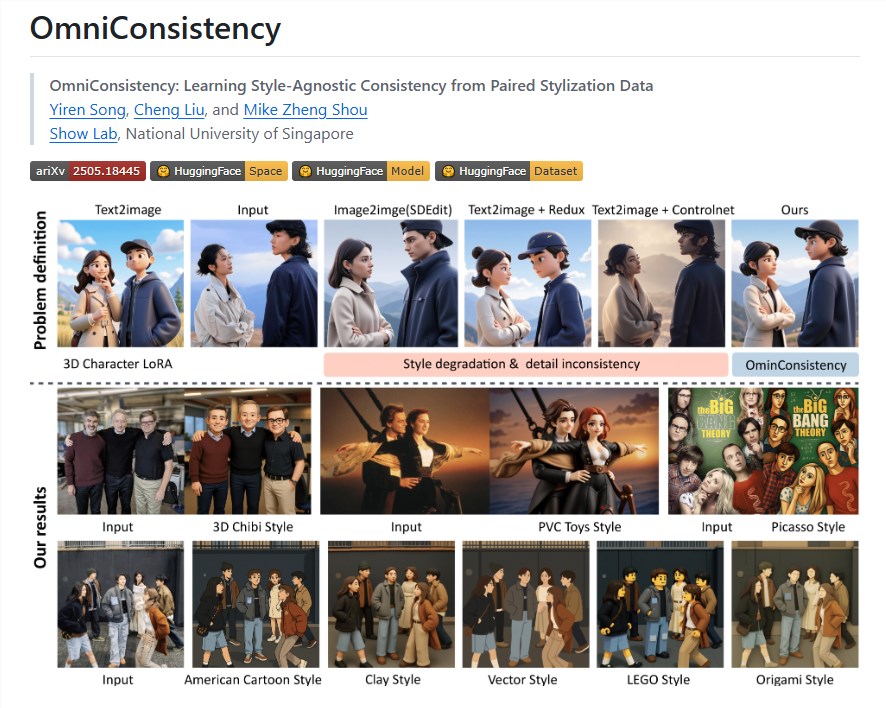 OmniConsistency
OmniConsistency: Learning Style-Agnostic Consistency from Paired Stylization Data
Yiren Song, Cheng Liu, and Mike Zheng Shou
Show Lab, National University of Singapore
arXiv 2505.18445 HuggingFace Space HuggingFace Model HuggingFace Dataset
Text2image Input Image2imge(SDEdit) Text2image + Redux Text2image + Controlnet Ours
Problem definition
3D Character LoRA Style degradation & detail inconsistency OminConsistency
the BIG BANG THEORY
the BIG BANG THEORY
Our results
Input 3D Chibi Style Input PVC Toys Style Input Picasso Style
Input American Cartoon Style Clay Style Vector Style LEGO Style Origami Style